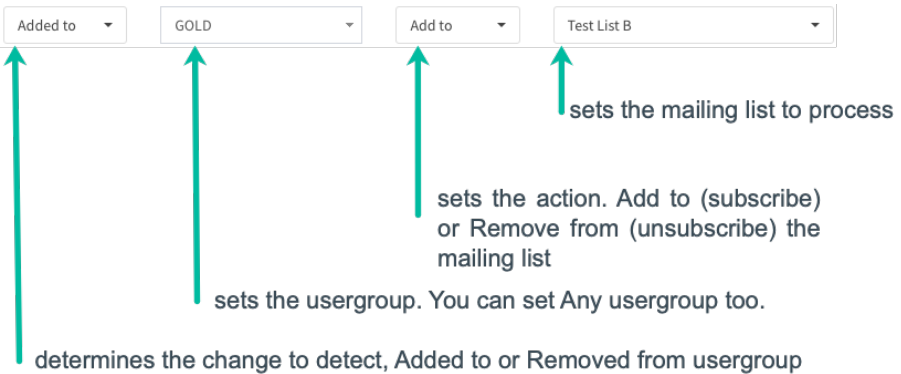 Added to GOLD Add to Test List B
sets the mailing list to process
sets the action. Add to (subscribe)
or Remove from (unsubscribe) the
mailing list
sets the usergroup. You can set Any usergroup too.
determines the change to detect, Added to or Removed from usergroup